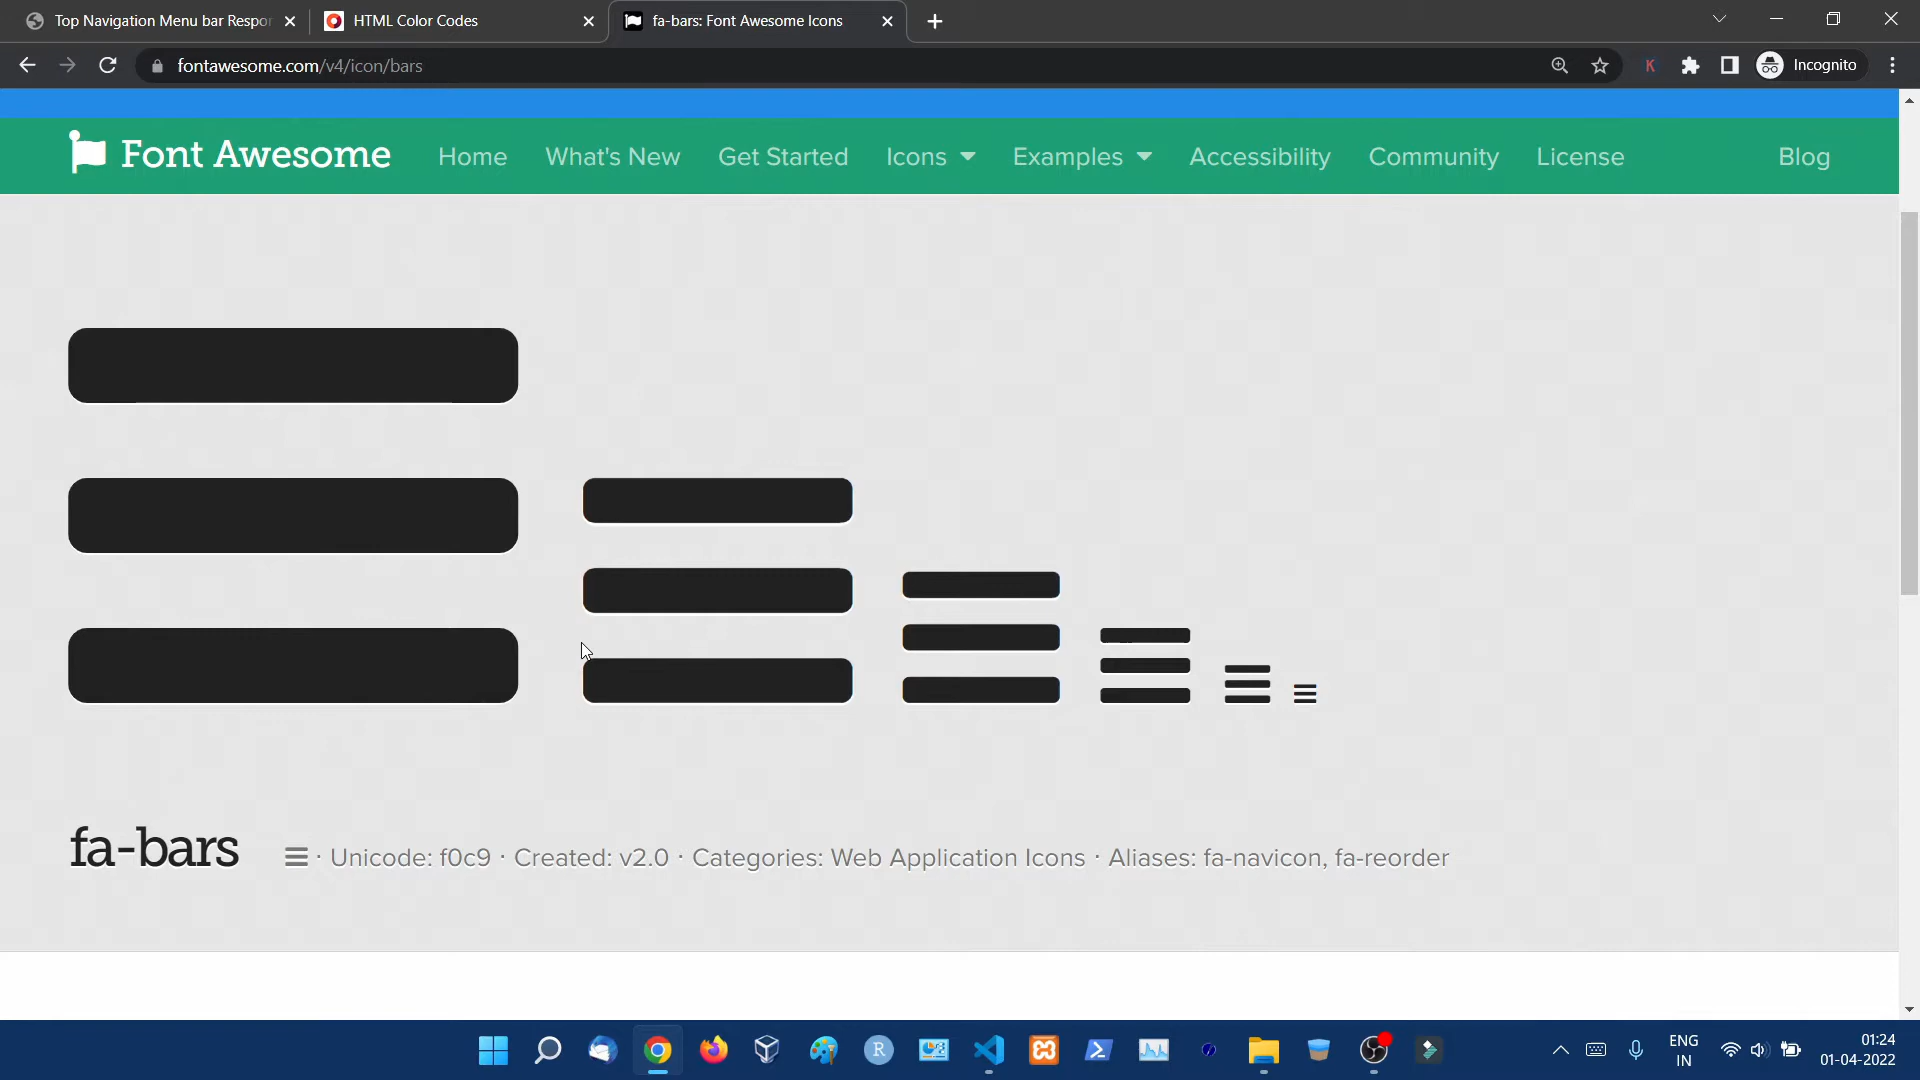 Top Navigation Menu bar Respo
HTML Color Codes
fa-bars: Font Awesome Icons
fontawesome.com/v4/icon/bars
K
Incognito
Font Awesome
Home
What's New
Get Started
Icons
Examples
Accessibility
Community
License
Blog
fa-bars
· Unicode: f0c9 · Created: v2.0 · Categories: Web Application Icons · Aliases: fa-navicon, fa-reorder
R
ENG
IN
01:24
01-04-2022